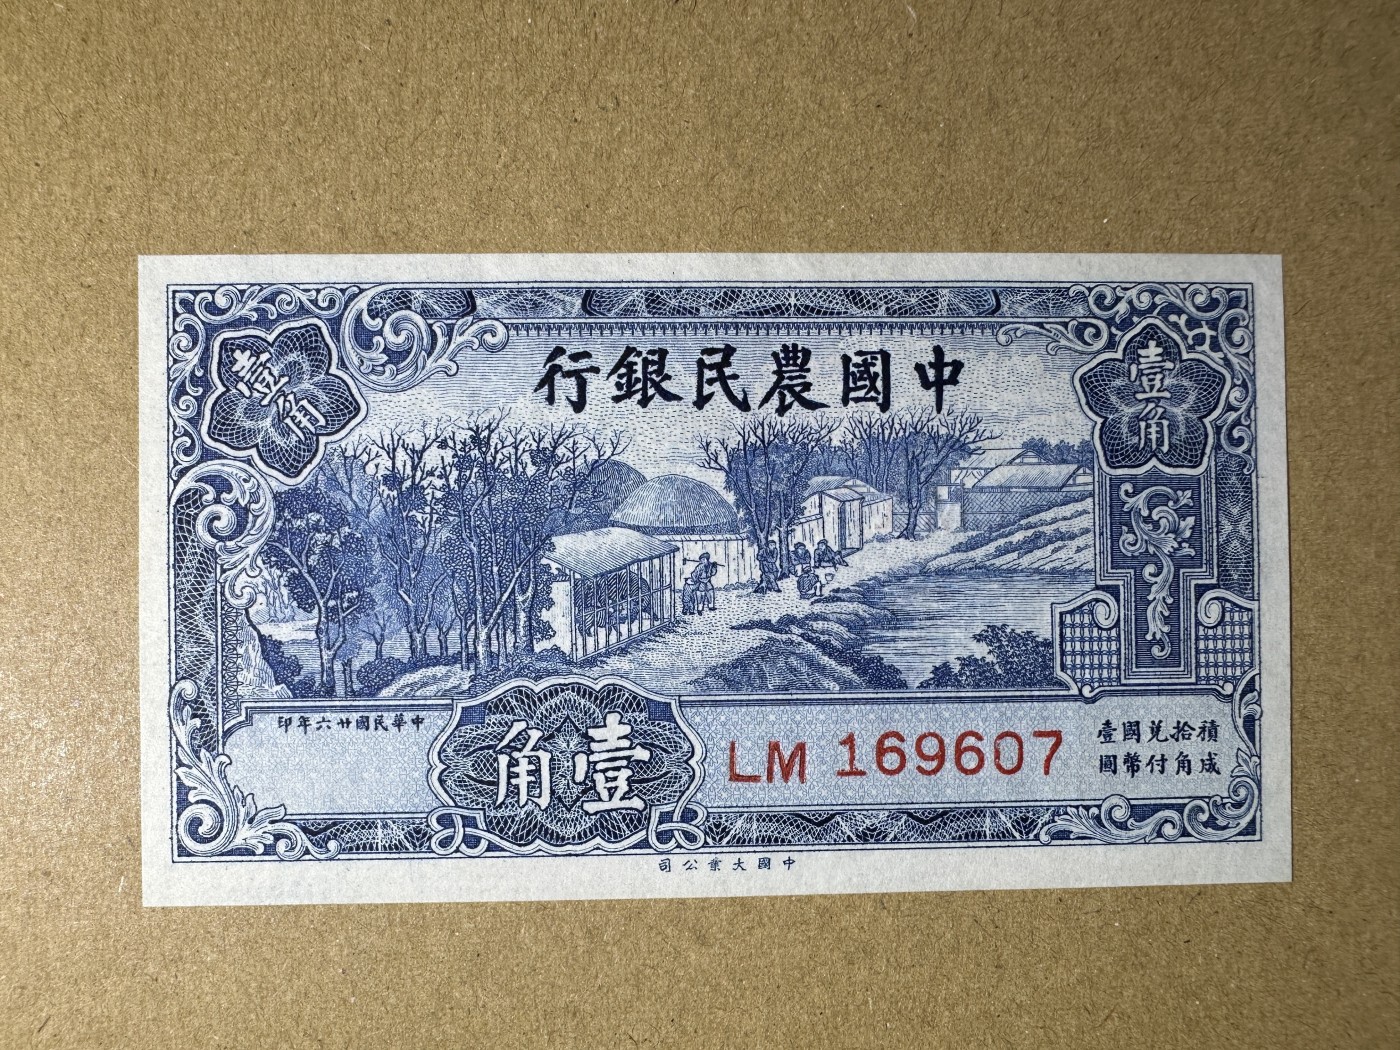 中國農民銀行
壹角
壹角
積拾兌國壹
成角付幣圓
LM 169607
壹角
中華民國廿六年印
中國大業公司